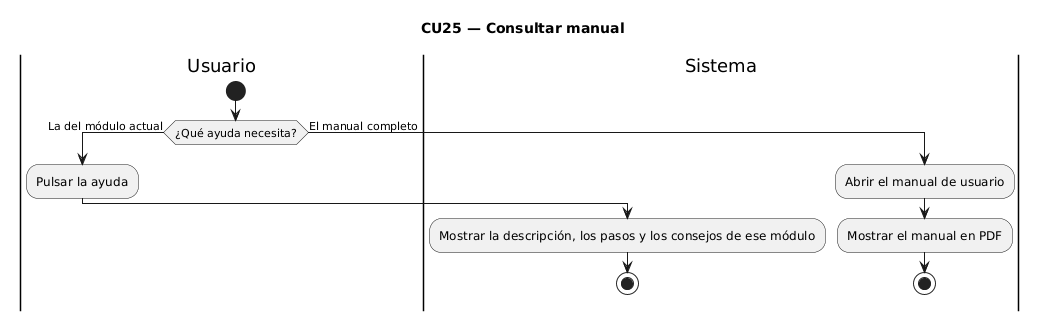 CU25 — Consultar manual
Usuario
Sistema
¿Qué ayuda necesita?
La del módulo actual
El manual completo
Pulsar la ayuda
Abrir el manual de usuario
Mostrar la descripción, los pasos y los consejos de ese módulo
Mostrar el manual en PDF